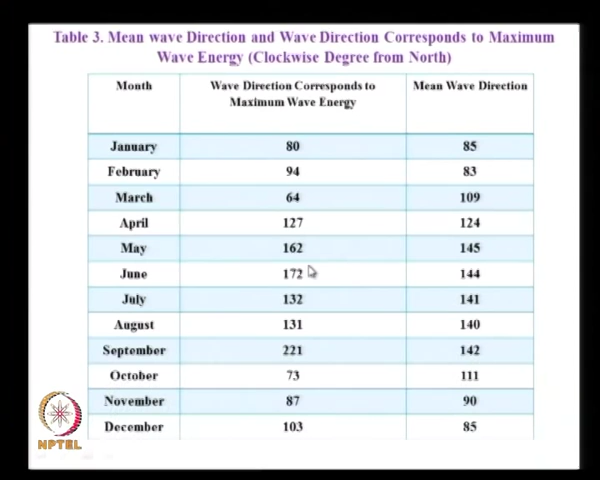 Table 3. Mean wave Direction and Wave Direction Corresponds to Maximum
Wave Energy (Clockwise Degree from North)
Month Wave Direction Corresponds to Maximum Wave Energy Mean Wave Direction
January 80 85
February 94 83
March 64 109
April 127 124
May 162 145
June 172 144
July 132 141
August 131 140
September 221 142
October 73 111
November 87 90
December 103 85
NPTEL